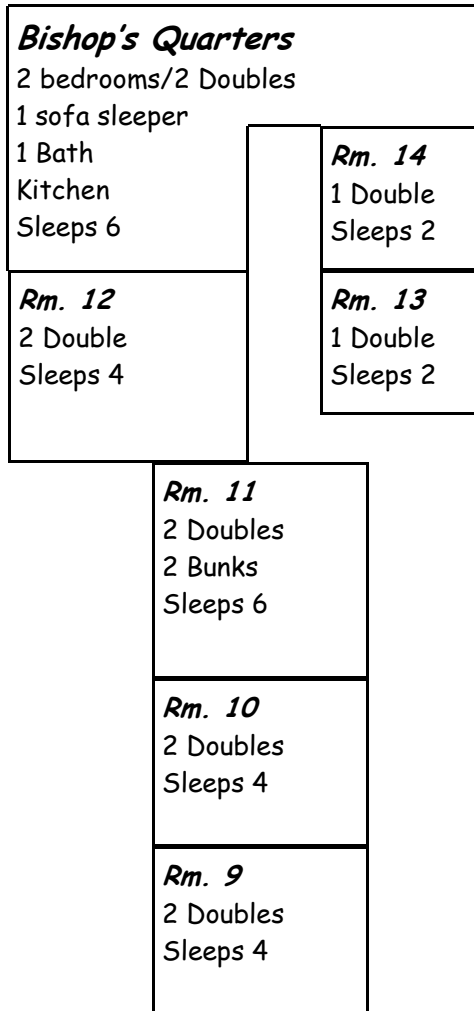 Bishop's Quarters
2 bedrooms/2 Doubles
1 sofa sleeper
1 Bath
Kitchen
Sleeps 6
Rm. 14
1 Double
Sleeps 2
Rm. 12
2 Double
Sleeps 4
Rm. 13
1 Double
Sleeps 2
Rm. 11
2 Doubles
2 Bunks
Sleeps 6
Rm. 10
2 Doubles
Sleeps 4
Rm. 9
2 Doubles
Sleeps 4